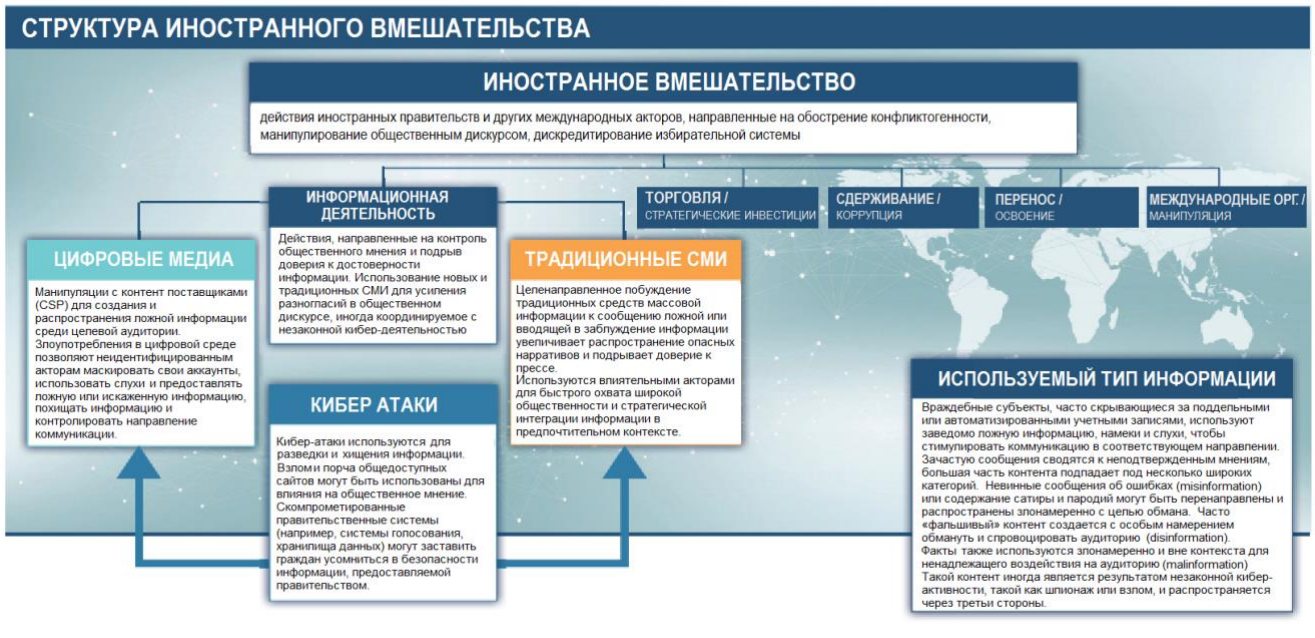 СТРУКТУРА ИНОСТРАННОГО ВМЕШАТЕЛЬСТВА
ИНОСТРАННОЕ ВМЕШАТЕЛЬСТВО
действия иностранных правительств и других международных акторов, направленные на обострение конфликтогенности,
манипулирование общественным дискурсом, дискредитирование избирательной системы
ИНФОРМАЦИОННАЯ
ДЕЯТЕЛЬНОСТЬ
Действия, направленные на контроль
общественного мнения и подрыв
доверия к достоверности
информации. Использование новых и
традиционных СМИ для усиления
разногласий в общественном
дискурсе, иногда координируемое с
незаконной кибер-деятельностью
ТОРГОВЛЯ /
СТРАТЕГИЧЕСКИЕ ИНВЕСТИЦИИ
СДЕРЖИВАНИЕ /
КОРРУПЦИЯ
ПЕРЕНОС /
ОСВОЕНИЕ
МЕЖДУНАРОДНЫЕ ОРГ. /
МАНИПУЛЯЦИЯ
ЦИФРОВЫЕ МЕДИА
Манипуляции с контент поставщиками
(CSP) для создания и
распространения ложной информации
среди целевой аудитории.
Злоупотребления в цифровой среде
позволяют неидентифицированным
акторам маскировать свои аккаунты,
использовать слухи и предоставлять
ложную или искаженную информацию,
похищать информацию и
контролировать направление
коммуникации.
ТРАДИЦИОННЫЕ СМИ
Целенаправленное побуждение
традиционных средств массовой
информации к сообщению ложной или
вводящей в заблуждение информации
увеличивает распространение опасных
нарративов и подрывает доверие к
прессе.
Используются влиятельными акторами
для быстрого охвата широкой
общественности и стратегической
интеграции информации в
предпочтительном контексте.
КИБЕР АТАКИ
Кибер-атаки используются для
разведки и хищения информации.
Взлом и порча общедоступных
сайтов могут быть использованы для
влияния на общественное мнение.
Скомпрометированные
правительственные системы
(например, системы голосования,
хранилища данных) могут заставить
граждан усомниться в безопасности
информации, предоставляемой
правительством.
ИСПОЛЬЗУЕМЫЙ ТИП ИНФОРМАЦИИ
Враждебные субъекты, часто скрывающиеся за поддельными
или автоматизированными учетными записями, используют
заведомо ложную информацию, намеки и слухи, чтобы
стимулировать коммуникацию в соответствующем направлении.
Зачастую сообщения сводятся к неподтвержденным мнениям,
большая часть контента подпадает под несколько широких
категорий. Невинные сообщения об ошибках (misinformation)
или содержание сатиры и пародий могут быть перенаправлены и
распространены злонамеренно с целью обмана. Часто
«фальшивый» контент создается с особым намерением
обмануть и спровоцировать аудиторию (disinformation).
Факты также используются злонамеренно и вне контекста для
ненадлежащего воздействия на аудиторию (malinformation)
Такой контент иногда является результатом незаконной кибер-
активности, такой как шпионаж или взлом, и распространяется
через третьи стороны.